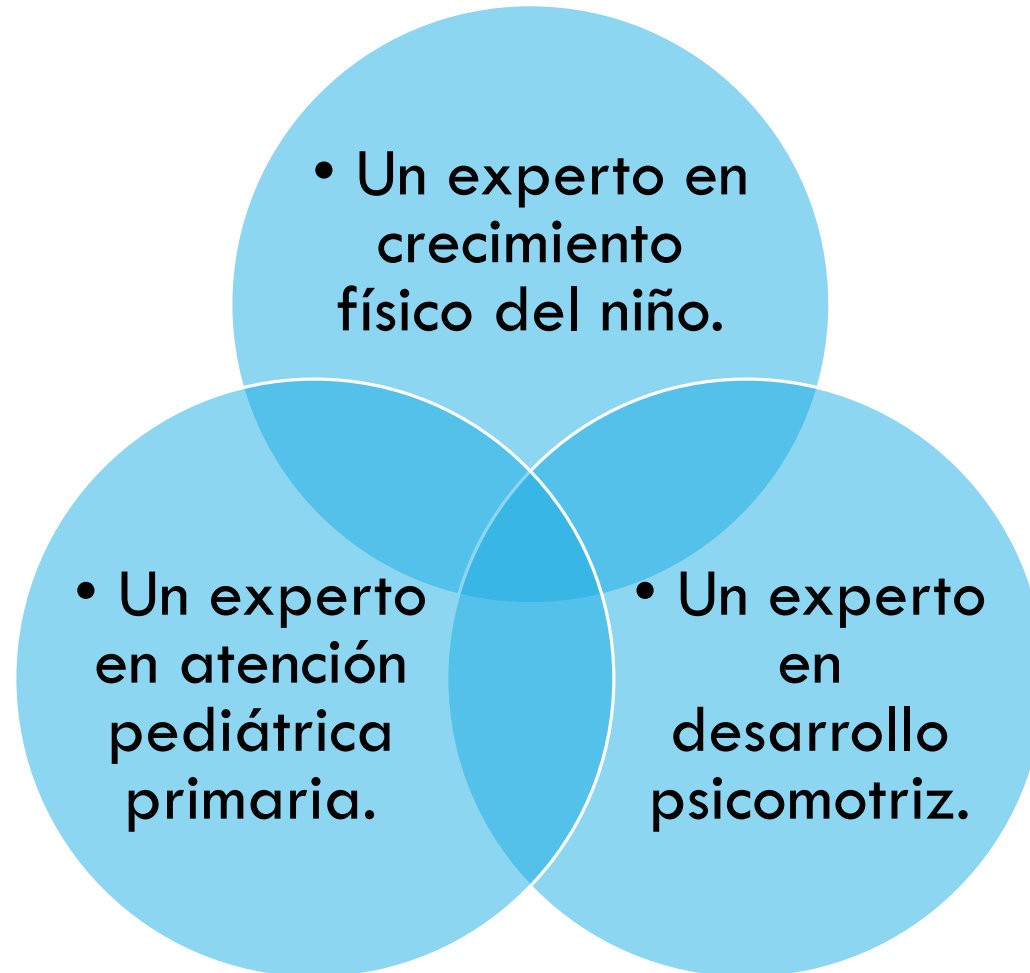 • Un experto en
crecimiento
físico del niño.
• Un experto
en atención
pediátrica
primaria.
• Un experto
en
desarrollo
psicomotriz.